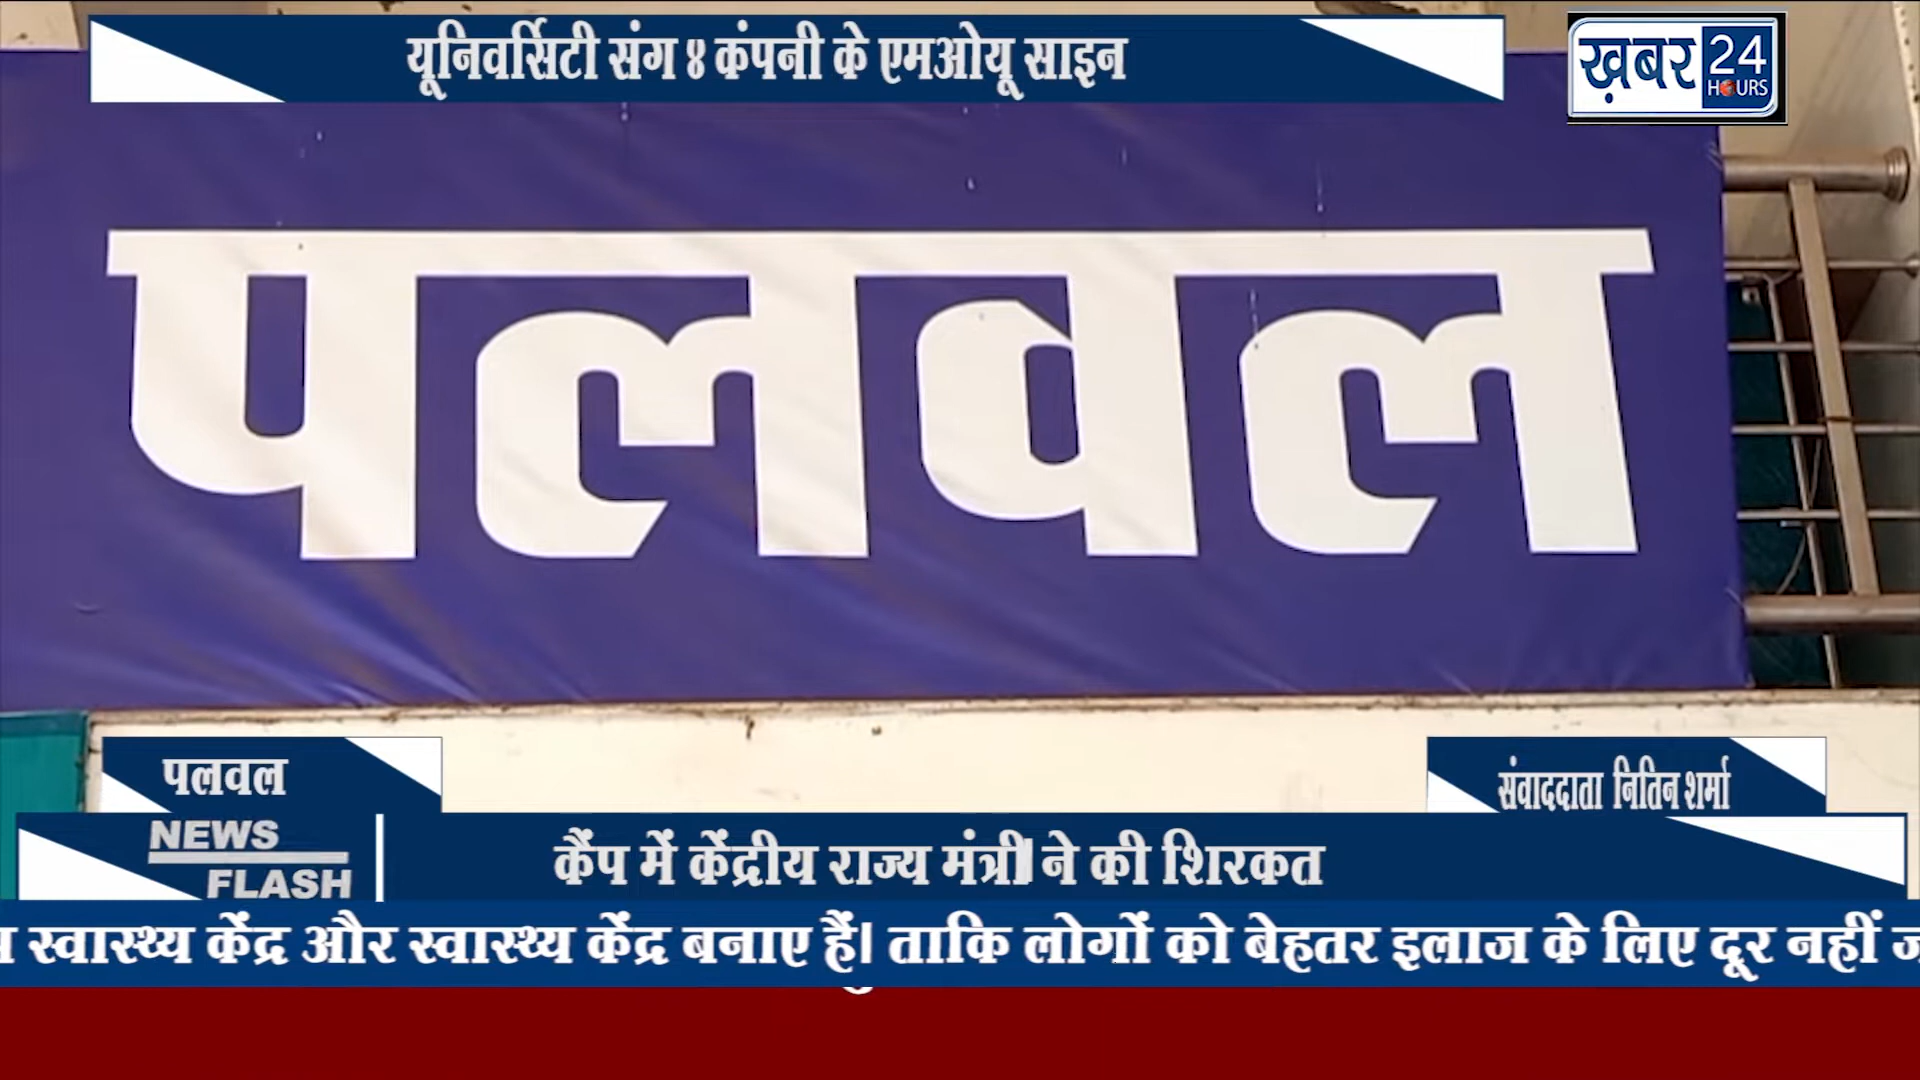 यूनिवर्सिटी संग ४ कंपनी के एमओयू साइन
ख़बर 24 HOURS
पलवल
पलवल
संवाददाता नितिन शर्मा
NEWS FLASH
कैंप में केंद्रीय राज्य मंत्री ने की शिरकत
स्वास्थ्य केंद्र और स्वास्थ्य केंद्र बनाए हैं। ताकि लोगों को बेहतर इलाज के लिए दूर नहीं